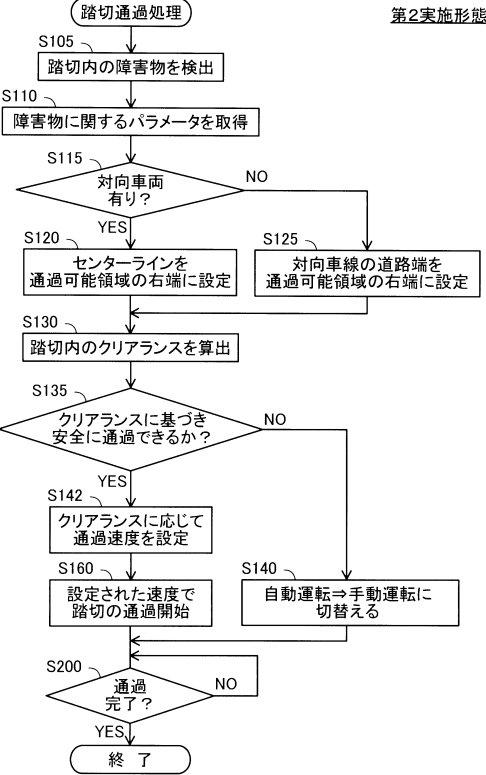 踏切通過処理
第2実施形態
S105
踏切内の障害物を検出
S110
障害物に関するパラメータを取得
S115
対向車両
有り?
NO
YES
S120
センターラインを
通過可能領域の右端に設定
S125
対向車線の道路端を
通過可能領域の右端に設定
S130
踏切内のクリアランスを算出
S135
クリアランスに基づき
安全に通過できるか?
NO
YES
S142
クリアランスに応じて
通過速度を設定
S160
設定された速度で
踏切の通過開始
S140
自動運転⇒手動運転に
切替える
S200
通過
完了?
NO
YES
終 了